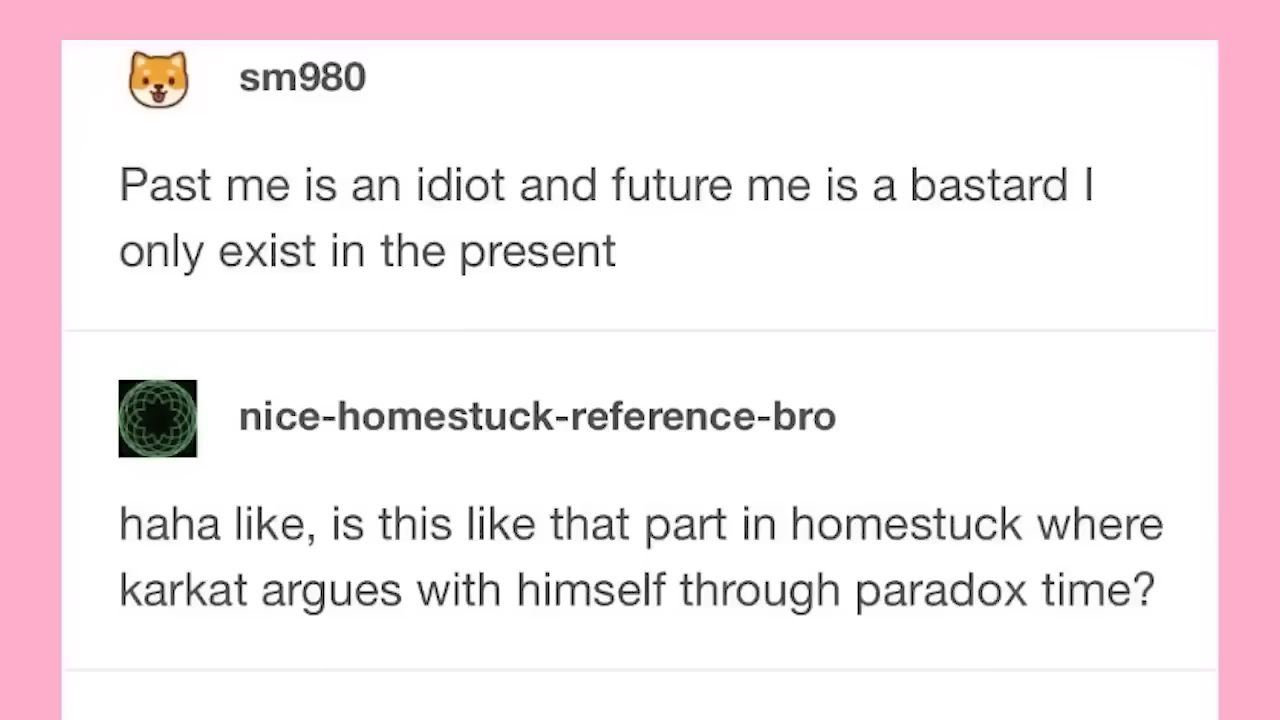 sm980
Past me is an idiot and future me is a bastard I
only exist in the present
nice-homestuck-reference-bro
haha like, is this like that part in homestuck where
karkat argues with himself through paradox time?